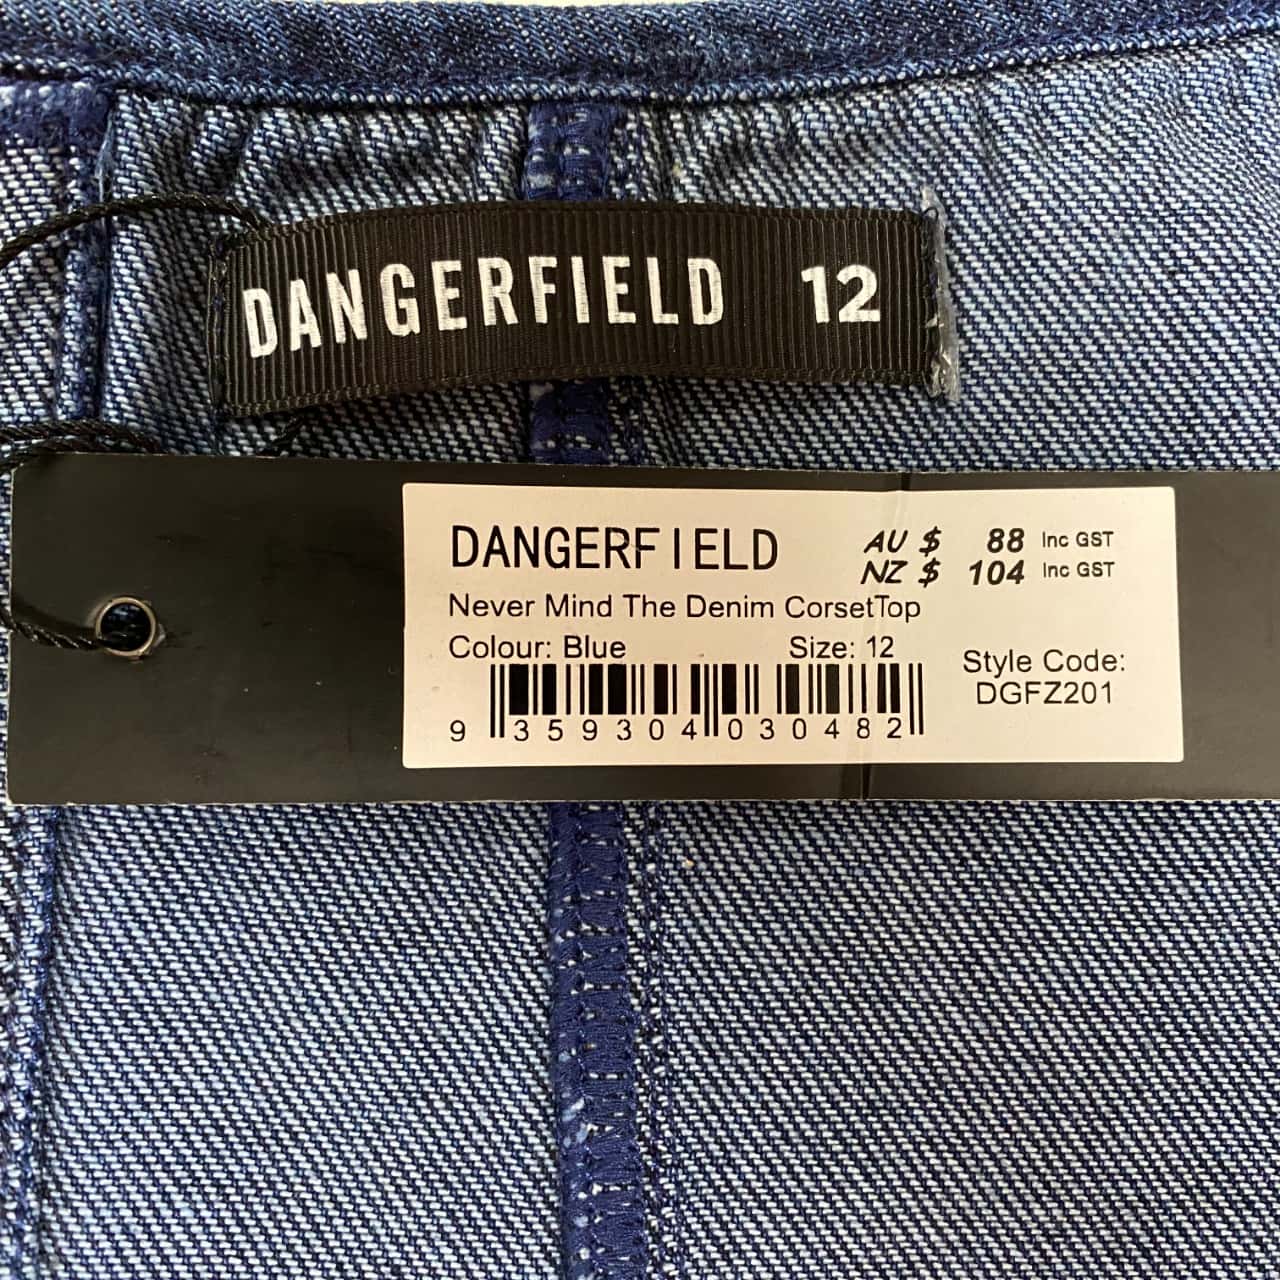 DANGERFIELD 12
DANGERFIELD AU $ 88 Inc GST
NZ $ 104 Inc GST
Never Mind The Denim CorsetTop
Colour: Blue Size: 12
Style Code:
DGFZ201
9 359304 030482